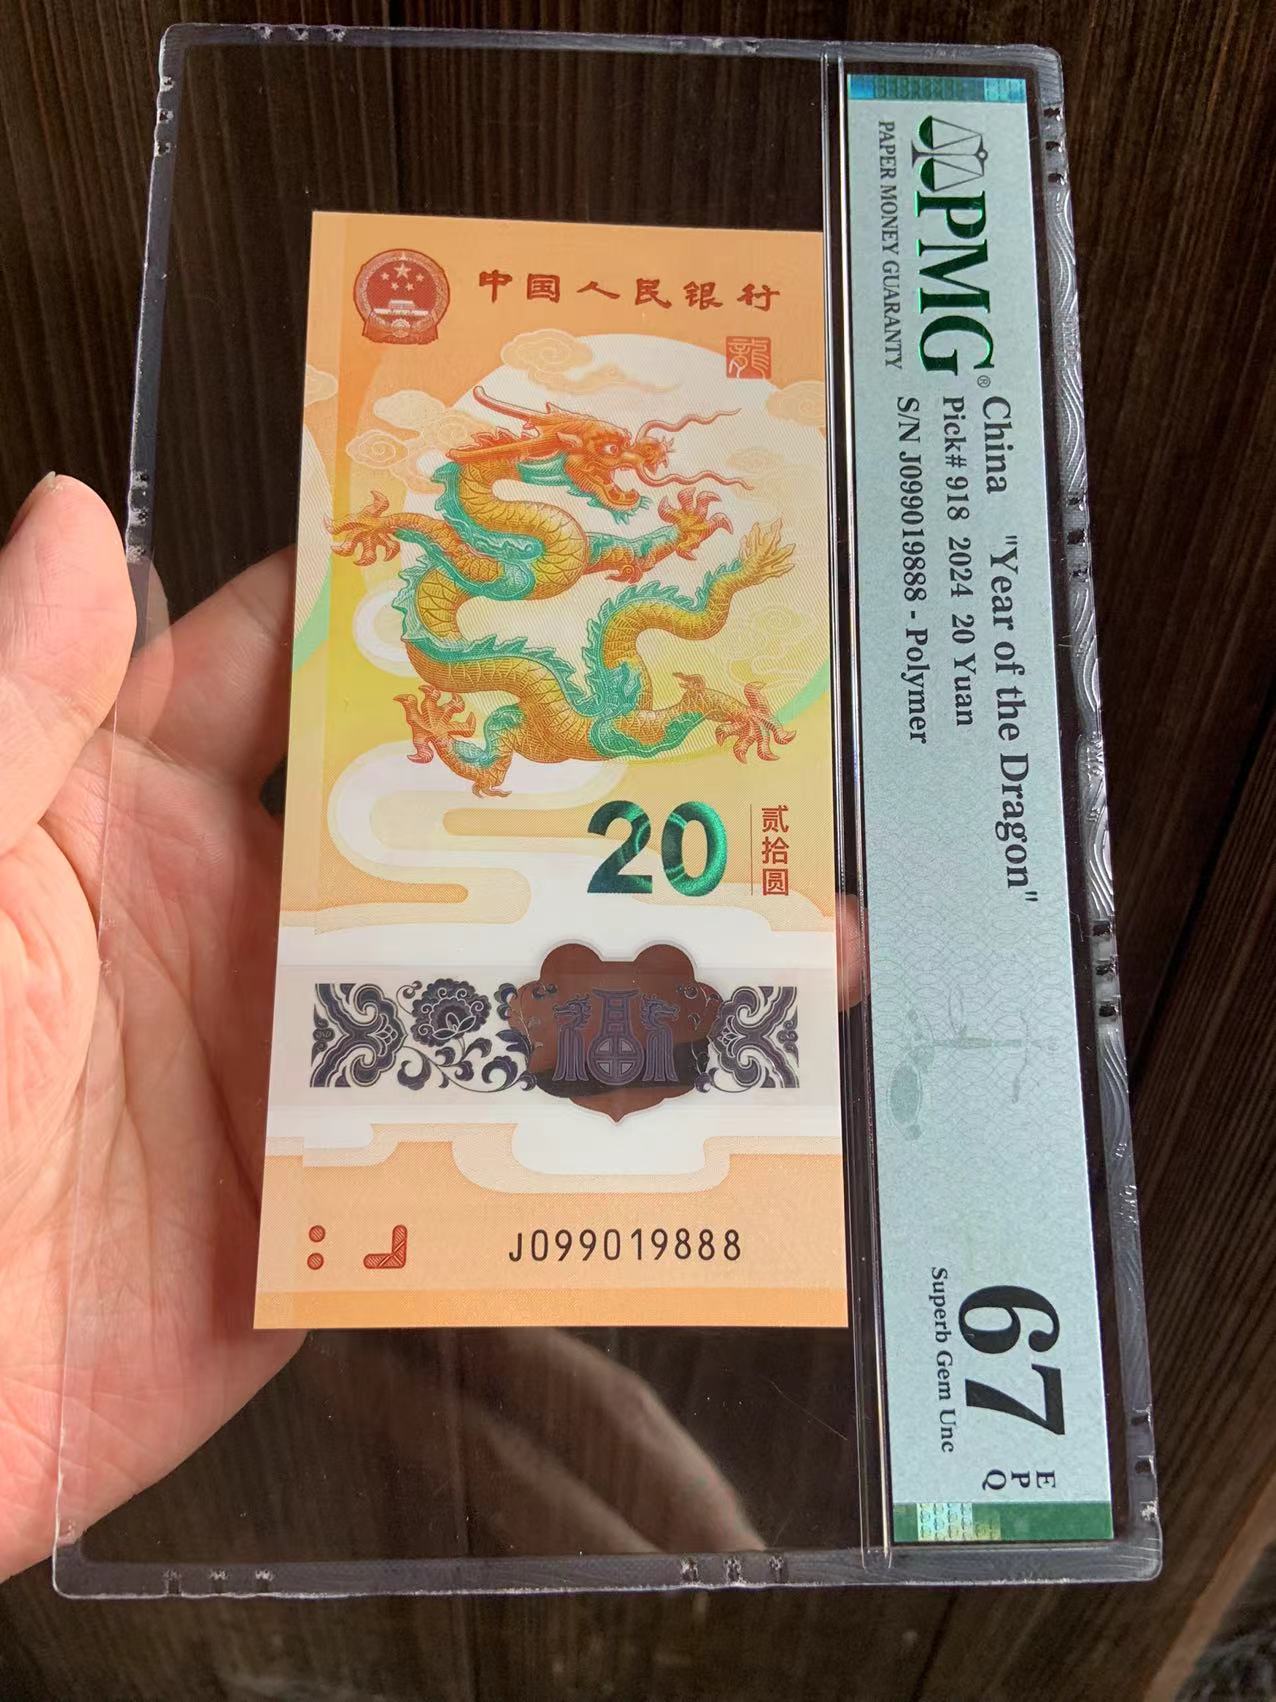 中国人民银行
龍
20
贰拾圆
J099019888
PMG®
PAPER MONEY GUARANTY
China "Year of the Dragon"
Pick# 918 2024 20 Yuan
S/N J099019888 - Polymer
67
EPQ
Superb Gem Unc